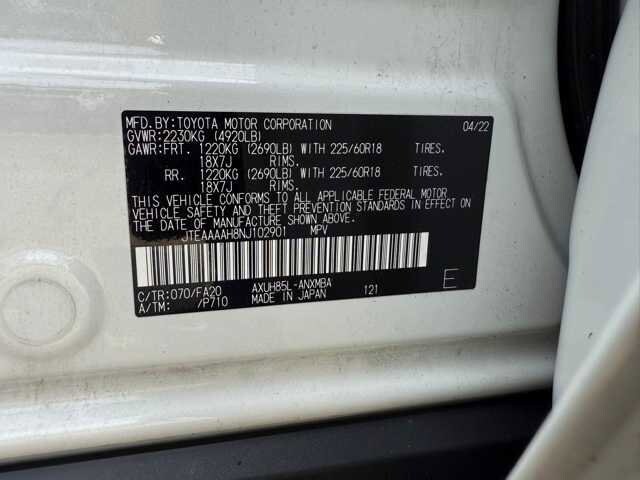 MFD.BY:TOYOTA MOTOR CORPORATION 04/22
GVWR:2230KG (4920LB)
GAWR:FRT. 1220KG (2690LB) WITH 225/60R18 TIRES.
18X7J RIMS.
RR. 1220KG (2690LB) WITH 225/60R18 TIRES.
18X7J RIMS.
THIS VEHICLE CONFORMS TO ALL APPLICABLE FEDERAL MOTOR
VEHICLE SAFETY AND THEFT PREVENTION STANDARDS IN EFFECT ON
THE DATE OF MANUFACTURE SHOWN ABOVE.
JTEAAAAH8NJ102901 MPV
C/TR:070/FA20 AXUH85L-ANXMBA 121 E
A/TM: /P710 MADE IN JAPAN